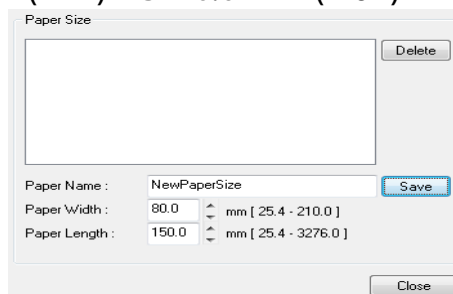 Paper Size
Delete
Paper Name : NewPaperSize Save
Paper Width : 80.0 mm [ 25.4 - 210.0 ]
Paper Length : 150.0 mm [ 25.4 - 3276.0 ]
Close